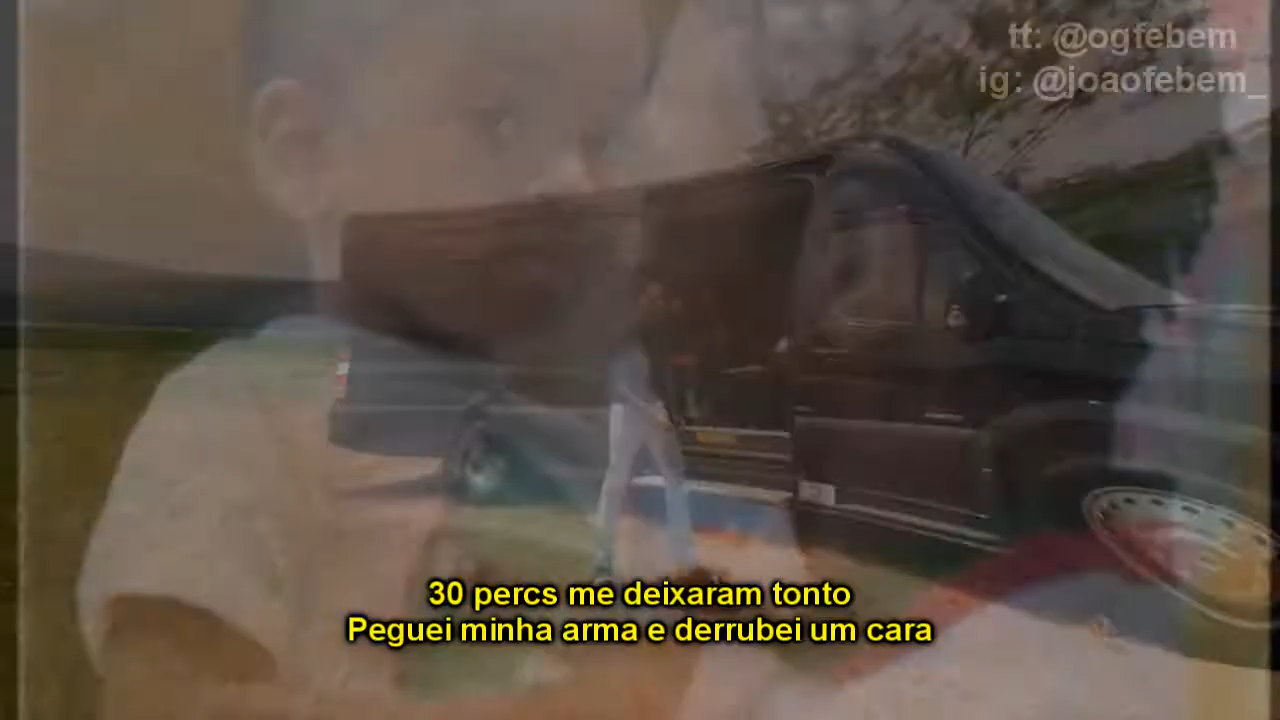 tt: @ogfebem
ig: @joaofebem_
30 percs me deixaram tonto
Peguei minha arma e derrubei um cara